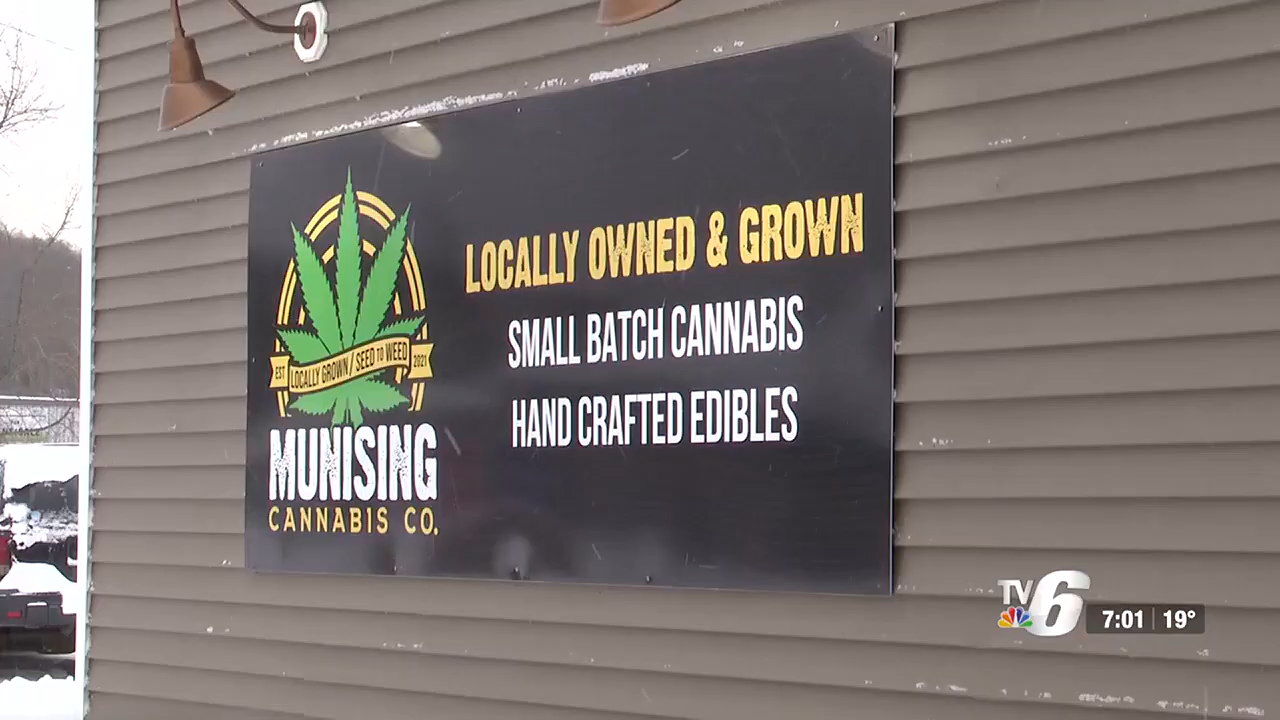 LOCALLY OWNED & GROWN
SMALL BATCH CANNABIS
HAND CRAFTED EDIBLES
EST
LOCALLY GROWN / SEED TO WEED
2021
MUNISING
CANNABIS CO.
TV6
7:01 19°